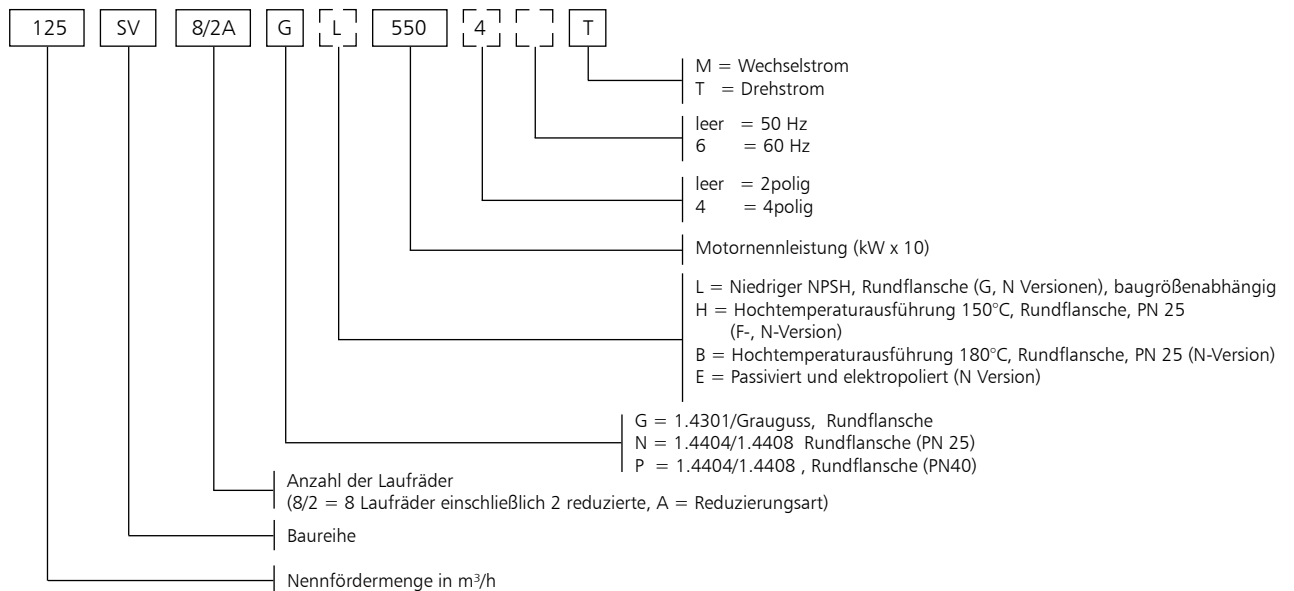 125 SV 8/2A G L 550 4 T
M = Wechselstrom
T = Drehstrom
leer = 50 Hz
6 = 60 Hz
leer = 2polig
4 = 4polig
Motornennleistung (kW x 10)
L = Niedriger NPSH, Rundflansche (G, N Versionen), baugrößenabhängig
H = Hochtemperaturausführung 150°C, Rundflansche, PN 25
(F-, N-Version)
B = Hochtemperaturausführung 180°C, Rundflansche, PN 25 (N-Version)
E = Passiviert und elektropoliert (N Version)
G = 1.4301/Grauguss, Rundflansche
N = 1.4404/1.4408 Rundflansche (PN 25)
P = 1.4404/1.4408 , Rundflansche (PN40)
Anzahl der Laufräder
(8/2 = 8 Laufräder einschließlich 2 reduzierte, A = Reduzierungsart)
Baureihe
Nennfördermenge in m³/h